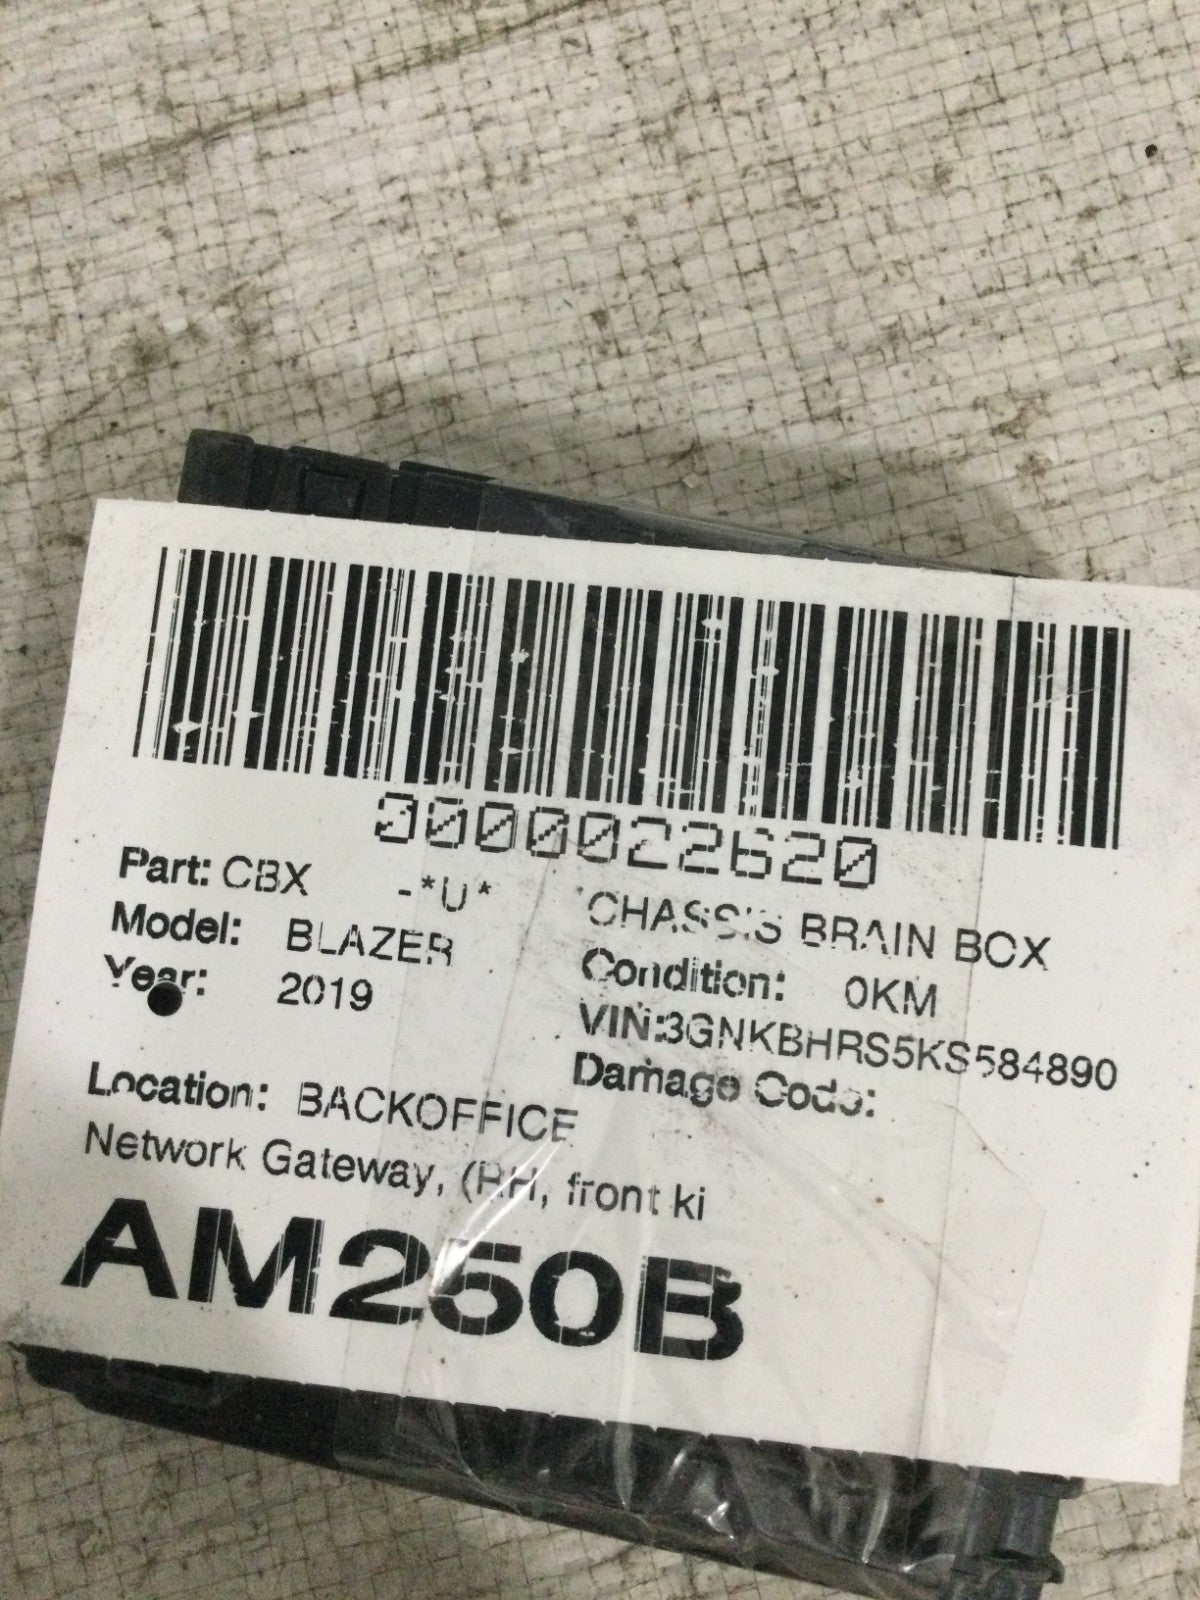 0000022620
Part: CBX -*U* CHASSIS BRAIN BOX
Model: BLAZER
Condition: 0KM
Year: 2019
VIN:3GNKBHRS5KS584890
Damage Code:
Location: BACKOFFICE
Network Gateway, (RH, front ki
AM250B